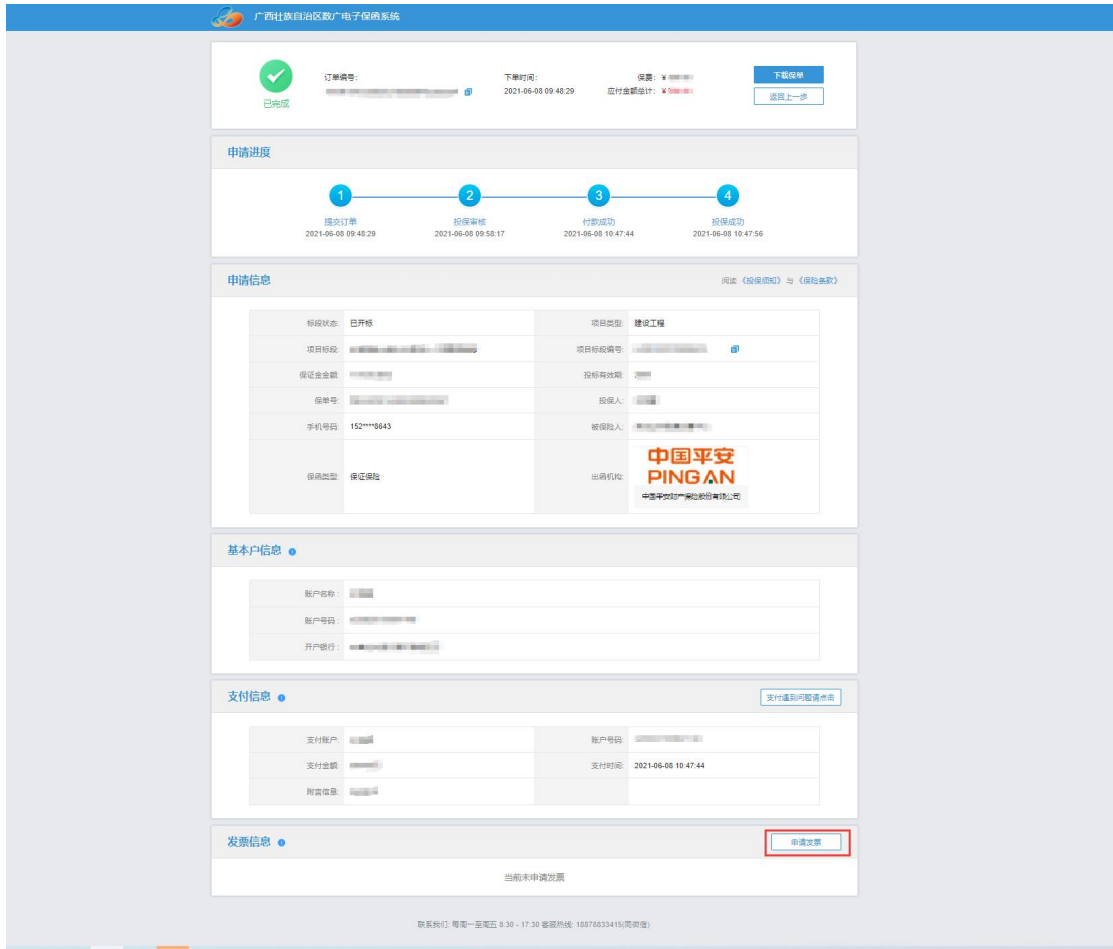 广西壮族自治区数广电子保函系统
已完成
订单编号:
下单时间:
2021-06-08 09:48:29
保费: ¥
应付金额总计: ¥
下载保单
返回上一步
申请进度
1 2 3 4
提交订单 投保审核 付款成功 投保成功
2021-06-08 09:48:29 2021-06-08 09:58:17 2021-06-08 10:47:44 2021-06-08 10:47:56
申请信息 阅读《投保须知》与《保险条款》
标段状态: 已开标 项目类型: 建设工程
项目标段: 项目标段编号:
保证金金额: 投标有效期:
保单号: 投保人:
手机号码: 152****8643 被保险人:
保函类型: 保证保险 出函机构:
中国平安
PINGAN
中国平安财产保险股份有限公司
基本户信息
账户名称:
账户号码:
开户银行:
支付信息 支付遇到问题请点击
支付账户: 账户号码:
支付金额: 支付时间: 2021-06-08 10:47:44
附言信息:
发票信息 申请发票
当前未申请发票
联系我们: 每周一至周五 8:30 - 17:30 客服热线: 18878833415(同微信)